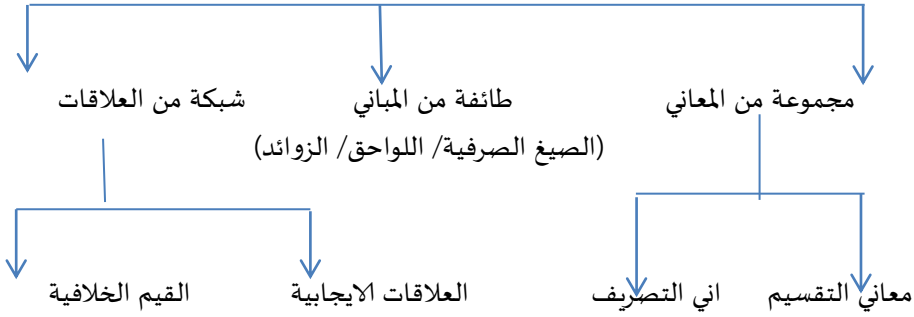 مجموعة من المعاني طائفة من المباني شبكة من العلاقات
(الصيغ الصرفية/ اللواحق/ الزوائد)
معاني التقسيم اني التصريف العلاقات الايجابية القيم الخلافية